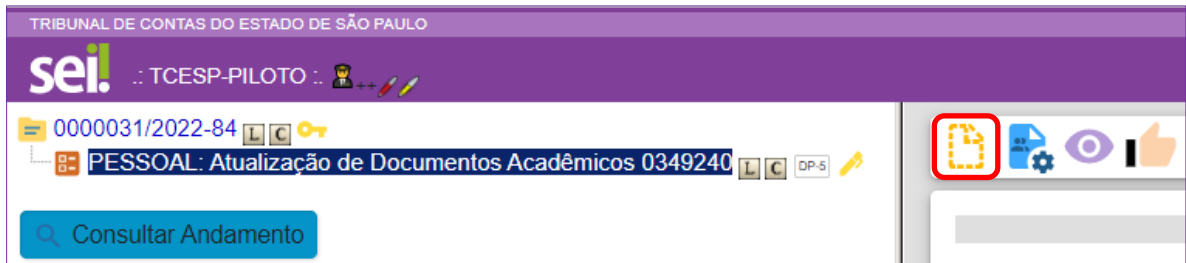 TRIBUNAL DE CONTAS DO ESTADO DE SÃO PAULO
sei! .: TCESP-PILOTO :. ++
0000031/2022-84 L C
PESSOAL: Atualização de Documentos Acadêmicos 0349240 L C DP-5
Consultar Andamento